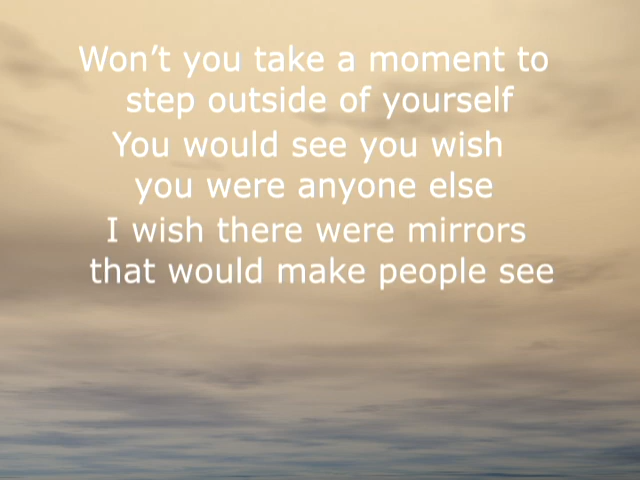 Won’t you take a moment to
step outside of yourself
You would see you wish
you were anyone else
I wish there were mirrors
that would make people see